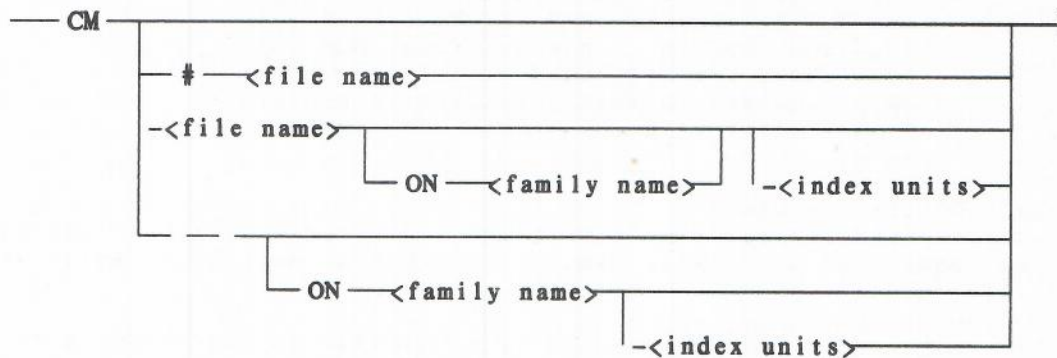 CM
# <file name>
<file name>
ON <family name> <index units>
ON <family name>
<index units>